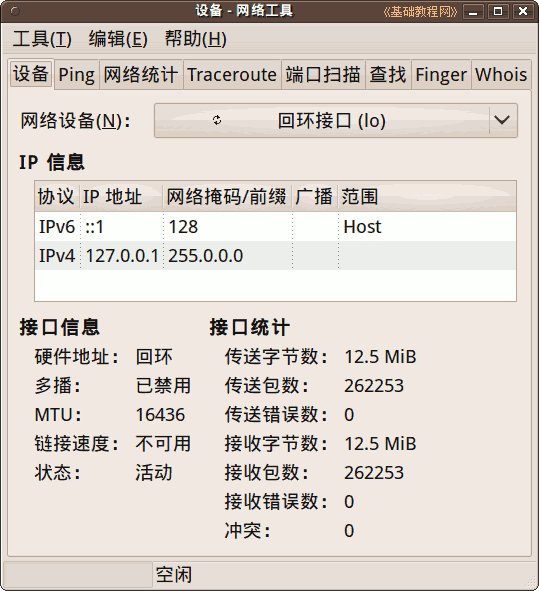 设备 - 网络工具 《基础教程网》
工具(T) 编辑(E) 帮助(H)
设备 Ping 网络统计 Traceroute 端口扫描 查找 Finger Whois
网络设备(N): 回环接口 (lo)
IP 信息
协议 IP 地址 网络掩码/前缀 广播 范围
IPv6 ::1 128 Host
IPv4 127.0.0.1 255.0.0.0
接口信息 接口统计
硬件地址: 回环 传送字节数: 12.5 MiB
多播: 已禁用 传送包数: 262253
MTU: 16436 传送错误数: 0
链接速度: 不可用 接收字节数: 12.5 MiB
状态: 活动 接收包数: 262253
接收错误数: 0
冲突: 0
空闲